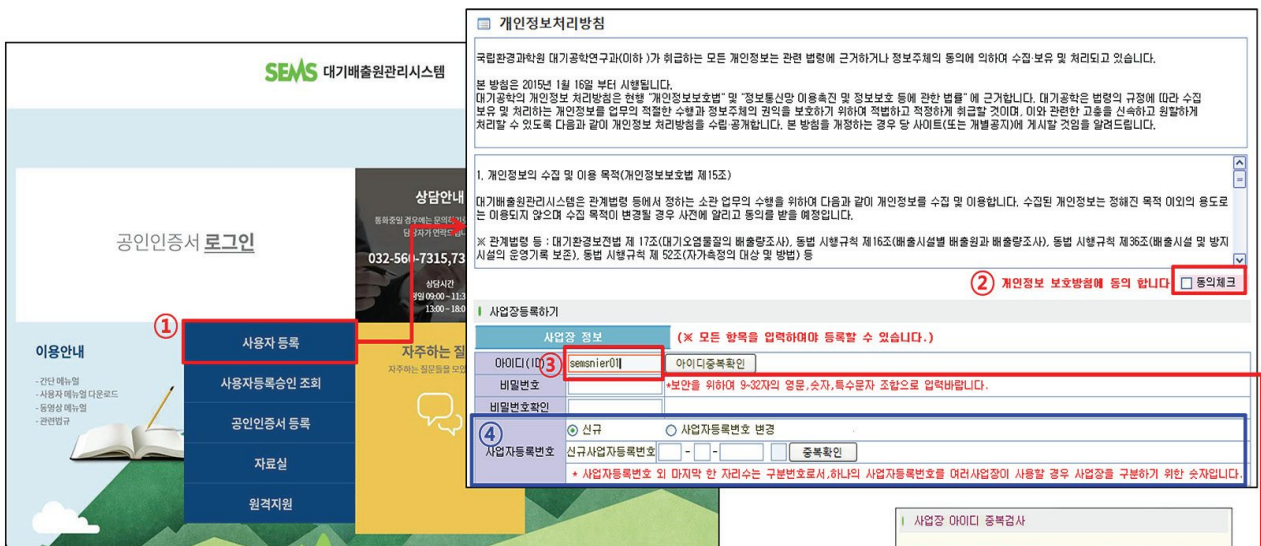 SEMS 대기배출원관리시스템
공인인증서 로그인
상담안내
032-560-7315,73
상담시간
평일 09:00 ~ 11:3
13:00 ~ 18:0
①
이용안내
- 간단 메뉴얼
- 사용자 메뉴얼 다운로드
- 동영상 메뉴얼
- 관련법규
사용자 등록
사용자등록승인 조회
공인인증서 등록
자료실
원격지원
자주하는 질
개인정보처리방침
국립환경과학원 대기공학연구과(이하 )가 취급하는 모든 개인정보는 관련 법령에 근거하거나 정보주체의 동의에 의하여 수집·보유 및 처리되고 있습니다.
본 방침은 2015년 1월 16일 부터 시행됩니다.
대기공학의 개인정보 처리방침은 현행 "개인정보보호법" 및 "정보통신망 이용촉진 및 정보보호 등에 관한 법률" 에 근거합니다. 대기공학은 법령의 규정에 따라 수집
보유 및 처리하는 개인정보를 업무의 적절한 수행과 정보주체의 권익을 보호하기 위하여 적법하고 적정하게 취급할 것이며, 이와 관련한 고충을 신속하고 원할하게
처리할 수 있도록 다음과 같이 개인정보 처리방침을 수립·공개합니다. 본 방침을 개정하는 경우 당 사이트(또는 개별공지)에 게시할 것임을 알려드립니다.
1. 개인정보의 수집 및 이용 목적(개인정보보호법 제15조)
대기배출원관리시스템은 관계법령 등에서 정하는 소관 업무의 수행을 위하여 다음과 같이 개인정보를 수집 및 이용합니다. 수집된 개인정보는 정해진 목적 이외의 용도로
는 이용되지 않으며 수집 목적이 변경될 경우 사전에 알리고 동의를 받을 예정입니다.
※ 관계법령 등 : 대기환경보전법 제 17조(대기오염물질의 배출량조사), 동법 시행규칙 제16조(배출시설별 배출원과 배출량조사), 동법 시행규칙 제36조(배출시설 및 방지
시설의 운영기록 보존), 동법 시행규칙 제 52조(자가측정의 대상 및 방법) 등
② 개인정보 보호방침에 동의 합니다 동의체크
사업장등록하기
사업장 정보 (※ 모든 항목을 입력하여야 등록할 수 있습니다.)
아이디(ID) ③ semsnier01 아이디중복확인
비밀번호 *보안을 위하여 9-32자의 영문,숫자,특수문자 조합으로 입력바랍니다.
비밀번호확인
④ 신규 사업자등록번호 변경
사업자등록번호 신규사업자등록번호 - - 중복확인
* 사업자등록번호 외 마지막 한 자리수는 구분번호로서,하나의 사업자등록번호를 여러사업장이 사용할 경우 사업장을 구분하기 위한 숫자입니다.
사업장 아이디 중복검사